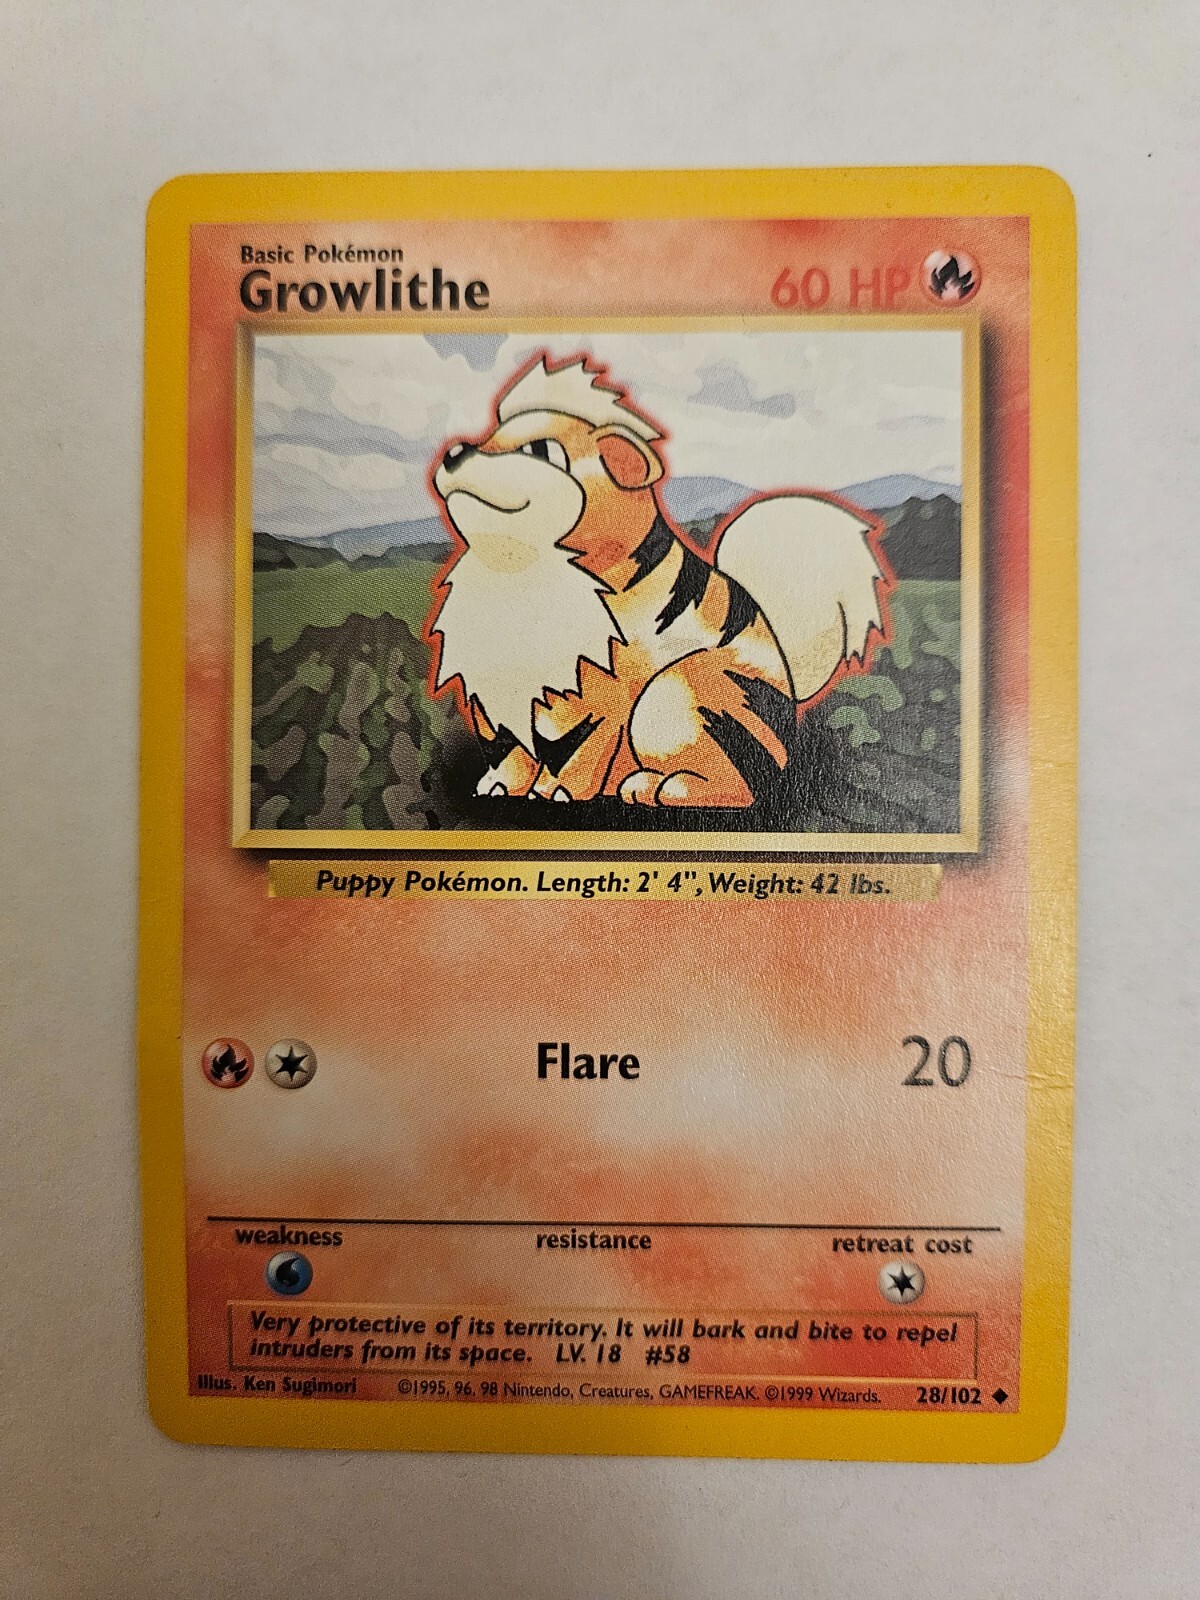 Basic Pokémon
Growlithe
60 HP
Puppy Pokémon. Length: 2' 4", Weight: 42 lbs.
Flare 20
weakness resistance retreat cost
Very protective of its territory. It will bark and bite to repel
intruders from its space. LV. 18 #58
Illus. Ken Sugimori ©1995, 96, 98 Nintendo, Creatures, GAMEFREAK. ©1999 Wizards. 28/102